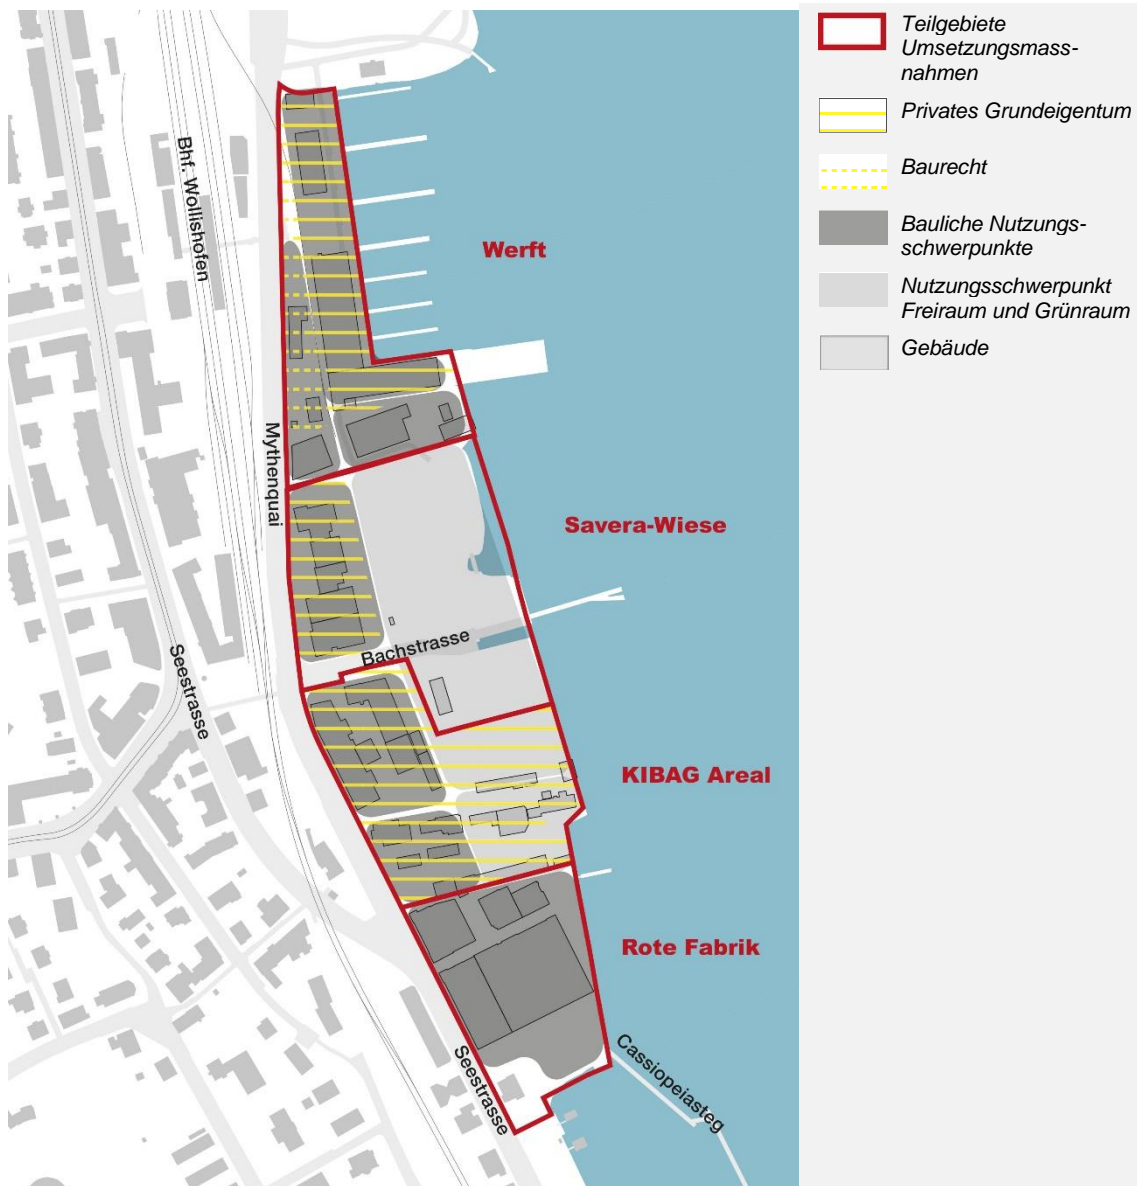 Teilgebiete
Umsetzungsmass-
nahmen
Privates Grundeigentum
Baurecht
Bauliche Nutzungs-
schwerpunkte
Nutzungsschwerpunkt
Freiraum und Grünraum
Gebäude
Bhf. Wollishofen
Werft
Mythenquai
Savera-Wiese
Bachstrasse
Seestrasse
KIBAG Areal
Rote Fabrik
Seestrasse
Cassiopeiasteg